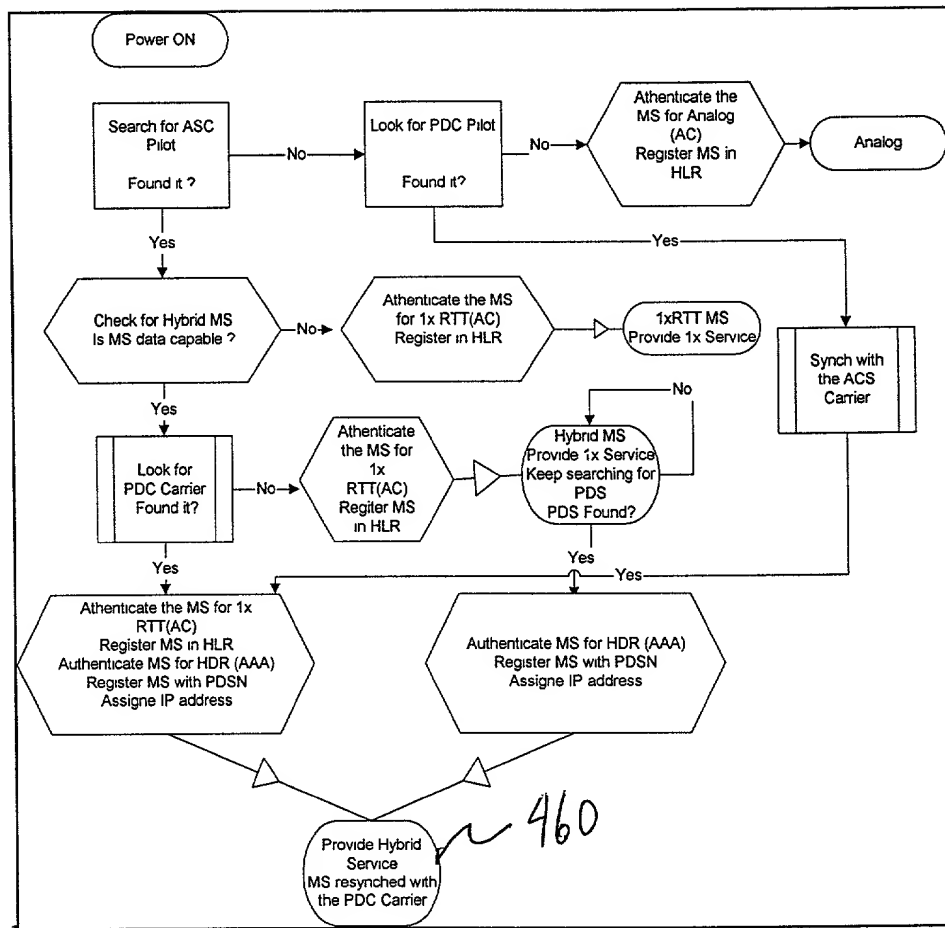 Power ON
Search for ASC
Pilot
Found it ?
No
Look for PDC Pilot
Found it?
No
Athenticate the
MS for Analog
(AC)
Register MS in
HLR
Analog
Yes
Yes
Check for Hybrid MS
Is MS data capable ?
No
Athenticate the MS
for 1x RTT(AC)
Register in HLR
1xRTT MS
Provide 1x Service
Synch with
the ACS
Carrier
Yes
Look for
PDC Carrier
Found it?
No
Athenticate
the MS for
1x
RTT(AC)
Regiter MS
in HLR
Hybrid MS
Provide 1x Service
Keep searching for
PDS
PDS Found?
No
Yes
Yes
Yes
Athenticate the MS for 1x
RTT(AC)
Register MS in HLR
Authenticate MS for HDR (AAA)
Register MS with PDSN
Assigne IP address
Authenticate MS for HDR (AAA)
Register MS with PDSN
Assigne IP address
Provide Hybrid
Service
MS resynched with
the PDC Carrier
460